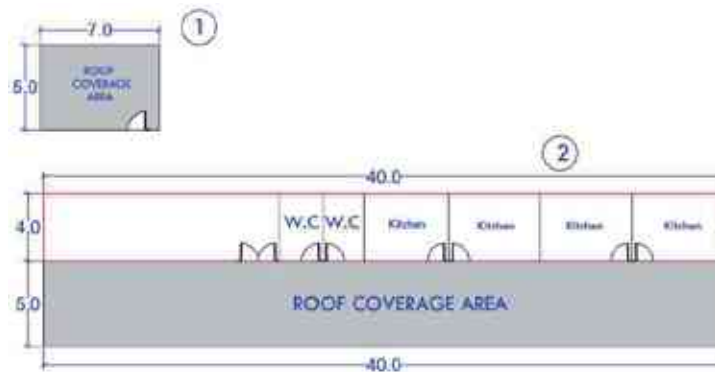 7.0
1
5.0
ROOF
COVERAGE
AREA
2
40.0
4.0
W.C W.C Kitchen Kitchen Kitchen Kitchen
5.0
ROOF COVERAGE AREA
40.0